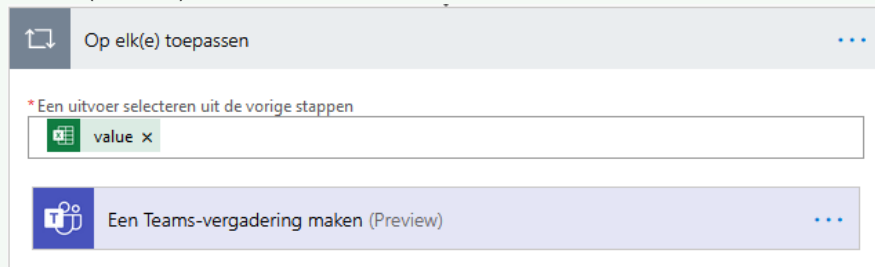 Op elk(e) toepassen
* Een uitvoer selecteren uit de vorige stappen
value ×
Een Teams-vergadering maken (Preview)